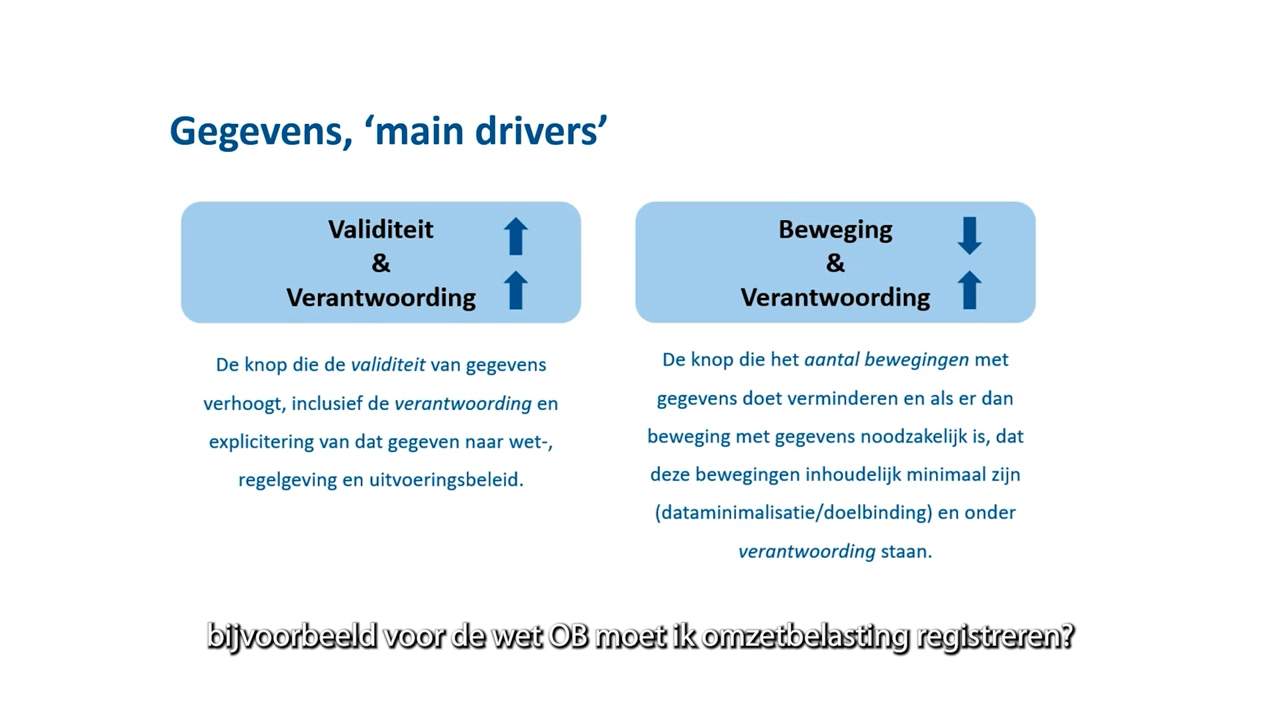 Gegevens, ‘main drivers’
Validiteit
&
Verantwoording
De knop die de validiteit van gegevens
verhoogt, inclusief de verantwoording en
explicitering van dat gegeven naar wet-,
regelgeving en uitvoeringsbeleid.
Beweging
&
Verantwoording
De knop die het aantal bewegingen met
gegevens doet verminderen en als er dan
beweging met gegevens noodzakelijk is, dat
deze bewegingen inhoudelijk minimaal zijn
(dataminimalisatie/doelbinding) en onder
verantwoording staan.
bijvoorbeeld voor de wet OB moet ik omzetbelasting registreren?